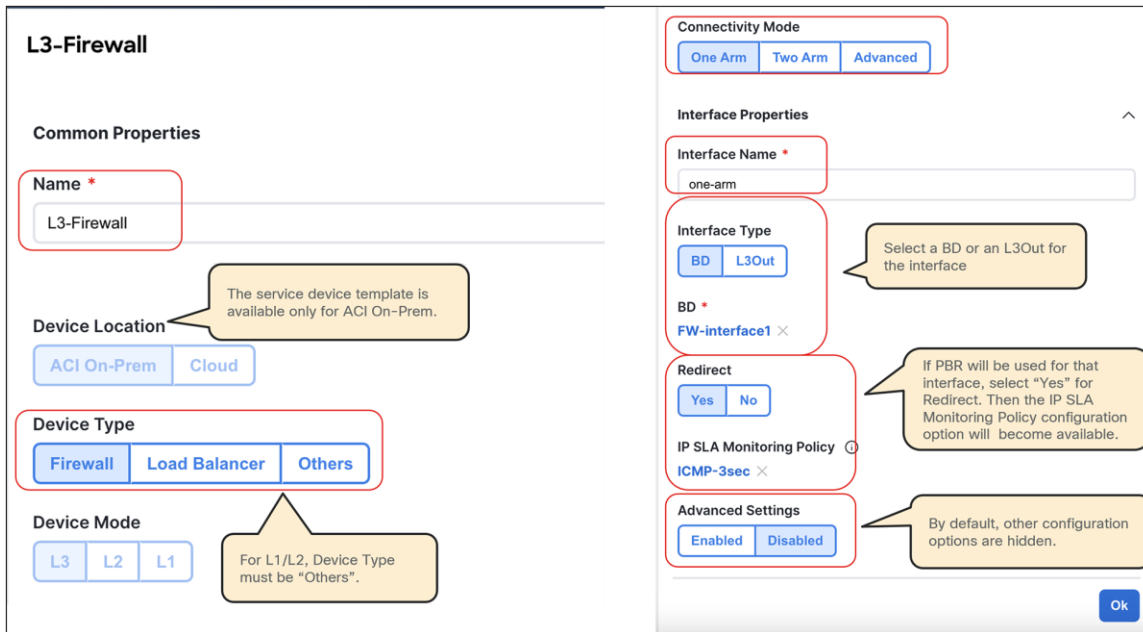 L3-Firewall
Common Properties
Name *
L3-Firewall
The service device template is
available only for ACI On-Prem.
Device Location
ACI On-Prem Cloud
Device Type
Firewall Load Balancer Others
Device Mode
L3 L2 L1
For L1/L2, Device Type
must be “Others”.
Connectivity Mode
One Arm Two Arm Advanced
Interface Properties
Interface Name *
one-arm
Interface Type
BD L3Out
Select a BD or an L3Out for
the interface
BD *
FW-interface1
Redirect
Yes No
If PBR will be used for that
interface, select “Yes” for
Redirect. Then the IP SLA
Monitoring Policy configuration
option will become available.
IP SLA Monitoring Policy
ICMP-3sec
Advanced Settings
Enabled Disabled
By default, other configuration
options are hidden.
Ok